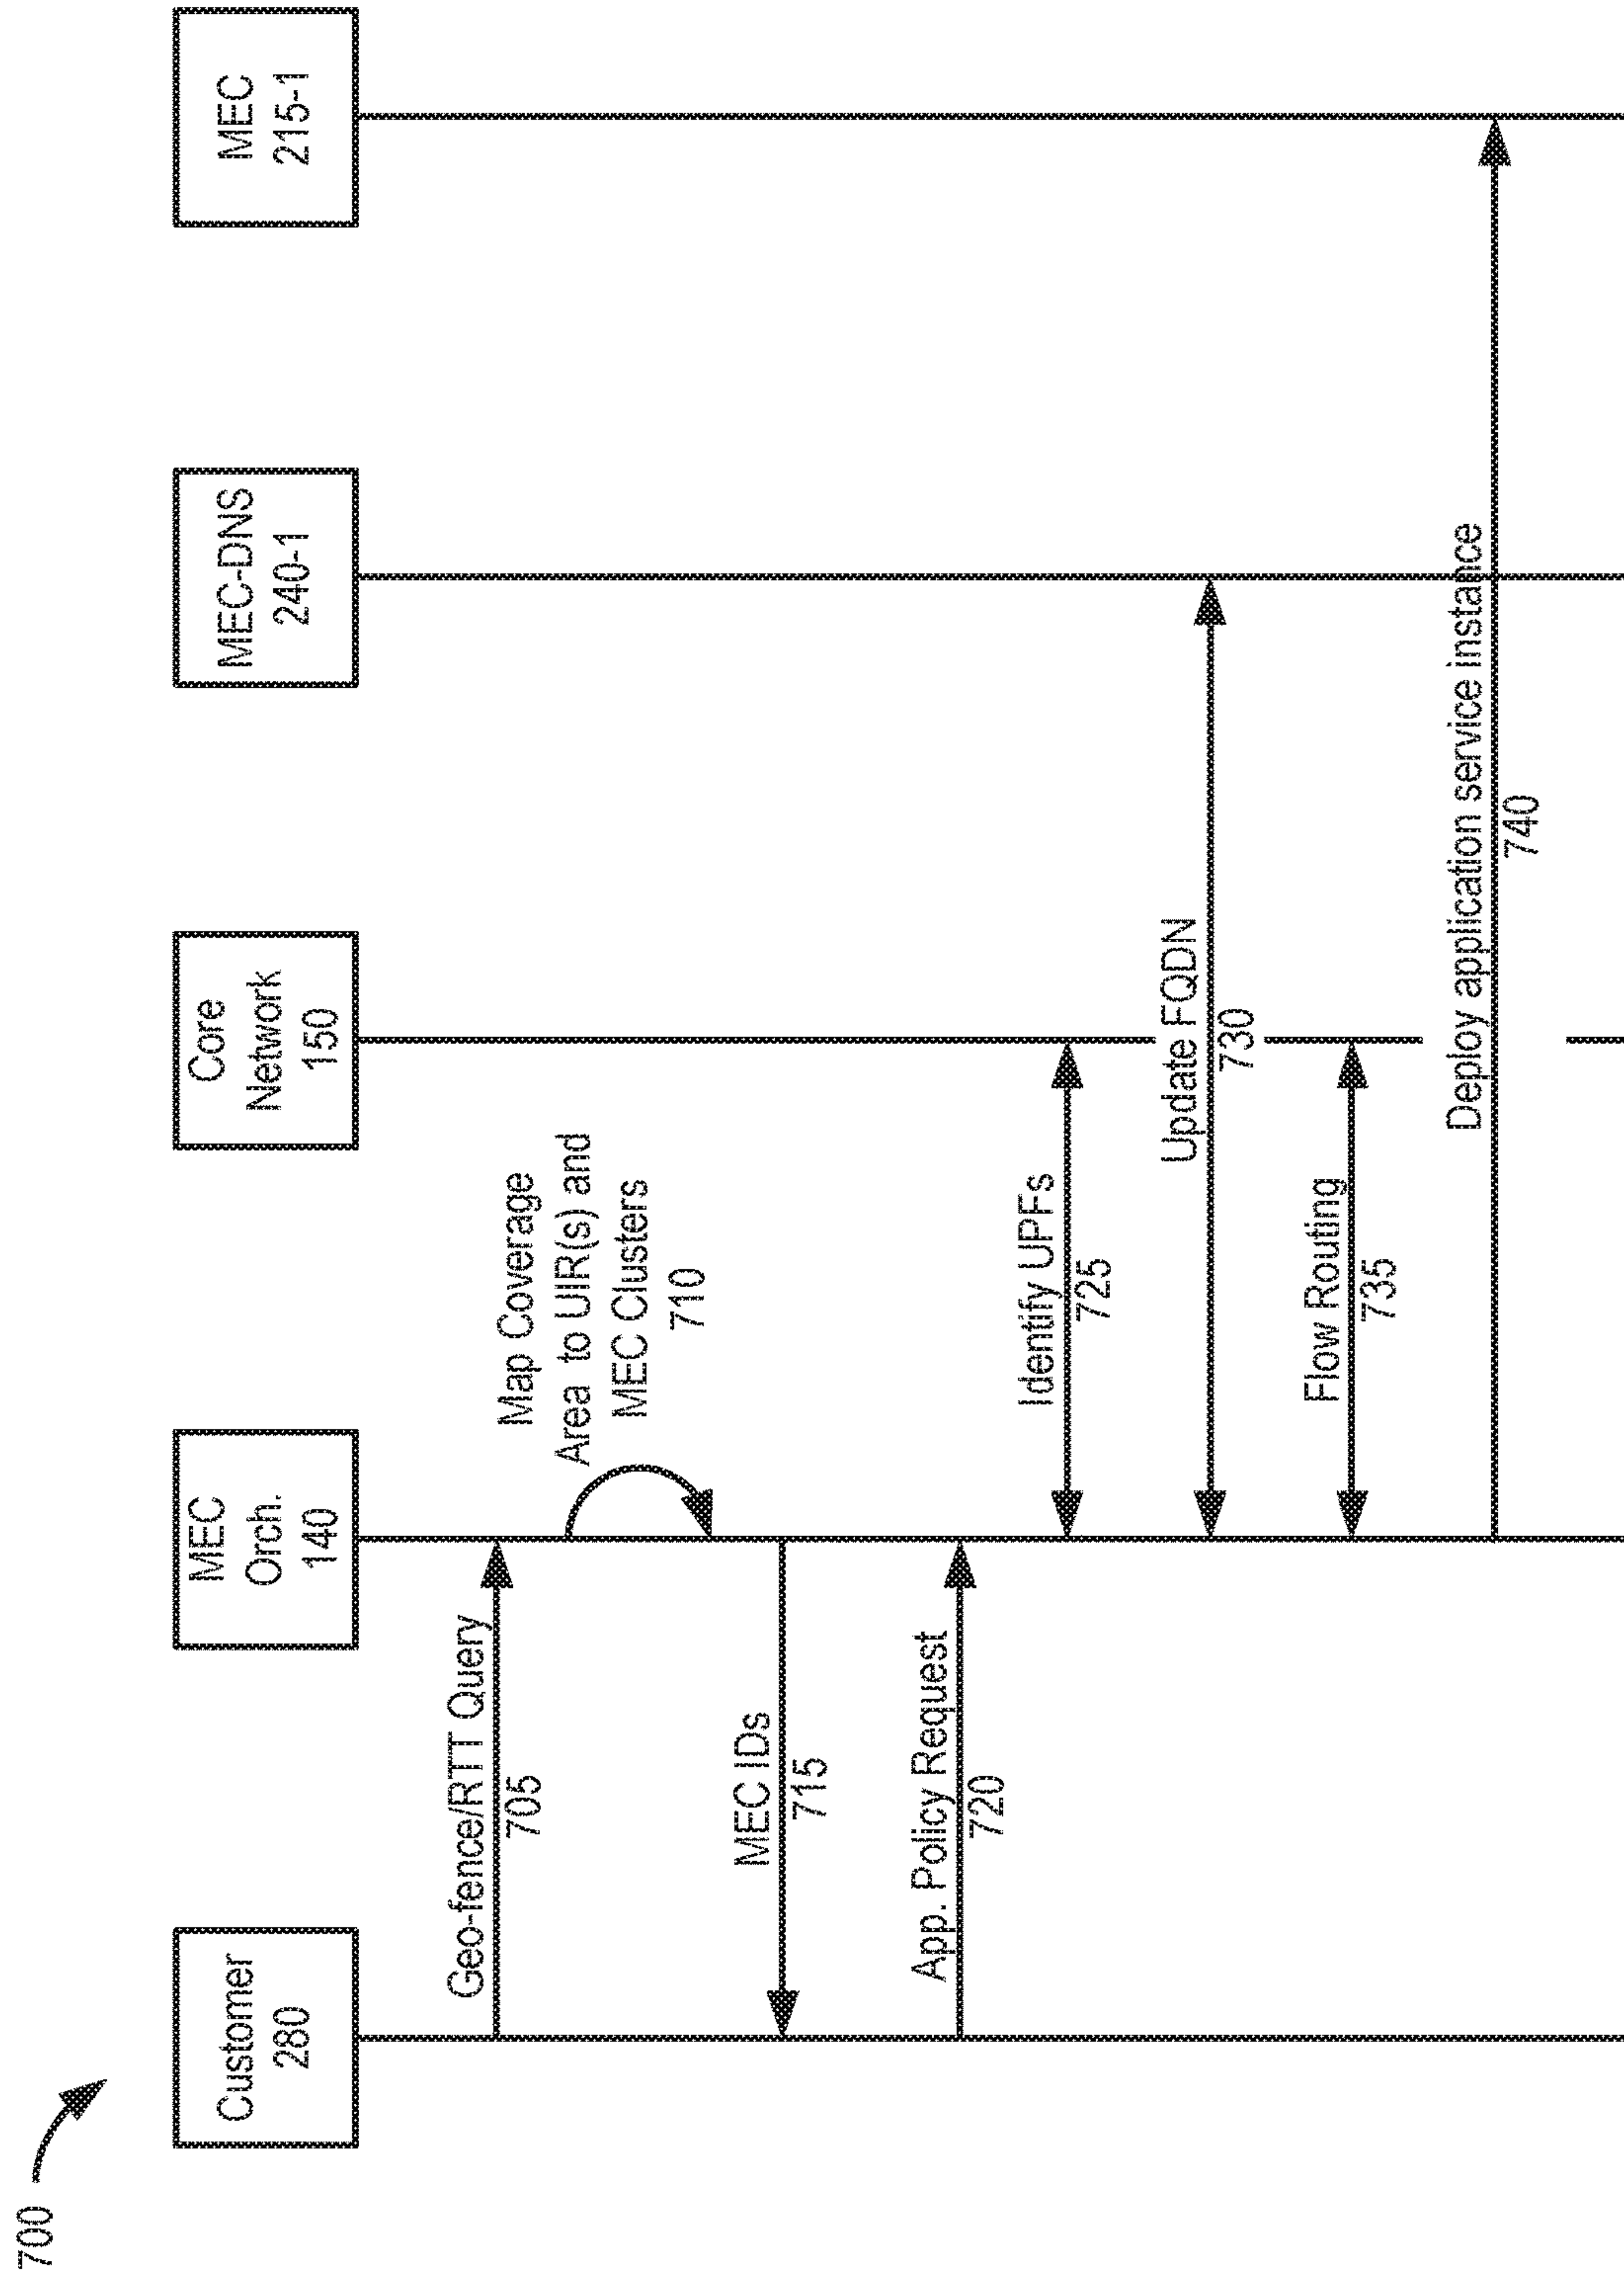 700
Customer
280
MEC
Orch.
140
Core
Network
150
MEC-DNS
240-1
MEC
215-1
Geo-fence/RTT Query
705
Map Coverage
Area to UIR(s) and
MEC Clusters
710
MEC IDs
715
App. Policy Request
720
Identify UPFs
725
Update FQDN
730
Flow Routing
735
Deploy application service instance
740